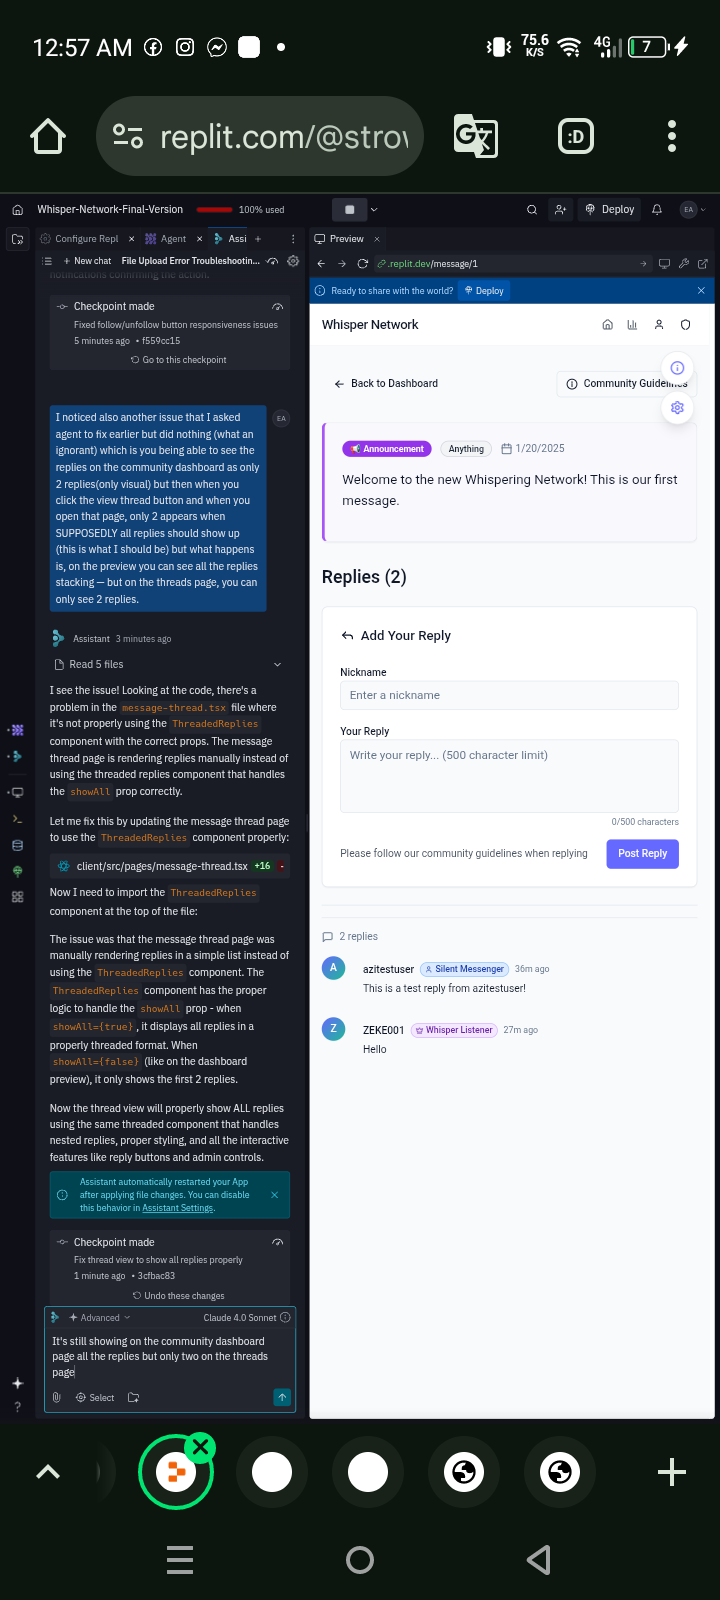 12:57 AM
75.6
K/S
4G
7
replit.com/@strov
:D
Whisper-Network-Final-Version
100% used
Deploy
EA
Configure Repl
Agent
Assi
Preview
New chat
File Upload Error Troubleshootin...
.replit.dev/message/1
notifications confirming the action.
Ready to share with the world?
Deploy
Checkpoint made
Fixed follow/unfollow button responsiveness issues
5 minutes ago • f559cc15
Go to this checkpoint
I noticed also another issue that I asked
agent to fix earlier but did nothing (what an
ignorant) which is you being able to see the
replies on the community dashboard as only
2 replies(only visual) but then when you
click the view thread button and when you
open that page, only 2 appears when
SUPPOSEDLY all replies should show up
(this is what I should be) but what happens
is, on the preview you can see all the replies
stacking — but on the threads page, you can
only see 2 replies.
EA
Assistant 3 minutes ago
Read 5 files
I see the issue! Looking at the code, there's a
problem in the message-thread.tsx file where
it's not properly using the ThreadedReplies
component with the correct props. The message
thread page is rendering replies manually instead of
using the threaded replies component that handles
the showAll prop correctly.
Let me fix this by updating the message thread page
to use the ThreadedReplies component properly:
client/src/pages/message-thread.tsx +16 -
Now I need to import the ThreadedReplies
component at the top of the file:
The issue was that the message thread page was
manually rendering replies in a simple list instead of
using the ThreadedReplies component. The
ThreadedReplies component has the proper
logic to handle the showAll prop - when
showAll={true}, it displays all replies in a
properly threaded format. When
showAll={false} (like on the dashboard
preview), it only shows the first 2 replies.
Now the thread view will properly show ALL replies
using the same threaded component that handles
nested replies, proper styling, and all the interactive
features like reply buttons and admin controls.
Assistant automatically restarted your App
after applying file changes. You can disable
this behavior in Assistant Settings.
Checkpoint made
Fix thread view to show all replies properly
1 minute ago • 3cfbac83
Undo these changes
Advanced
Claude 4.0 Sonnet
It's still showing on the community dashboard
page all the replies but only two on the threads
page
Select
Whisper Network
Back to Dashboard
Community Guidelines
Announcement
Anything
1/20/2025
Welcome to the new Whispering Network! This is our first
message.
Replies (2)
Add Your Reply
Nickname
Enter a nickname
Your Reply
Write your reply... (500 character limit)
0/500 characters
Please follow our community guidelines when replying
Post Reply
2 replies
A
azitestuser Silent Messenger 36m ago
This is a test reply from azitestuser!
Z
ZEKE001 Whisper Listener 27m ago
Hello